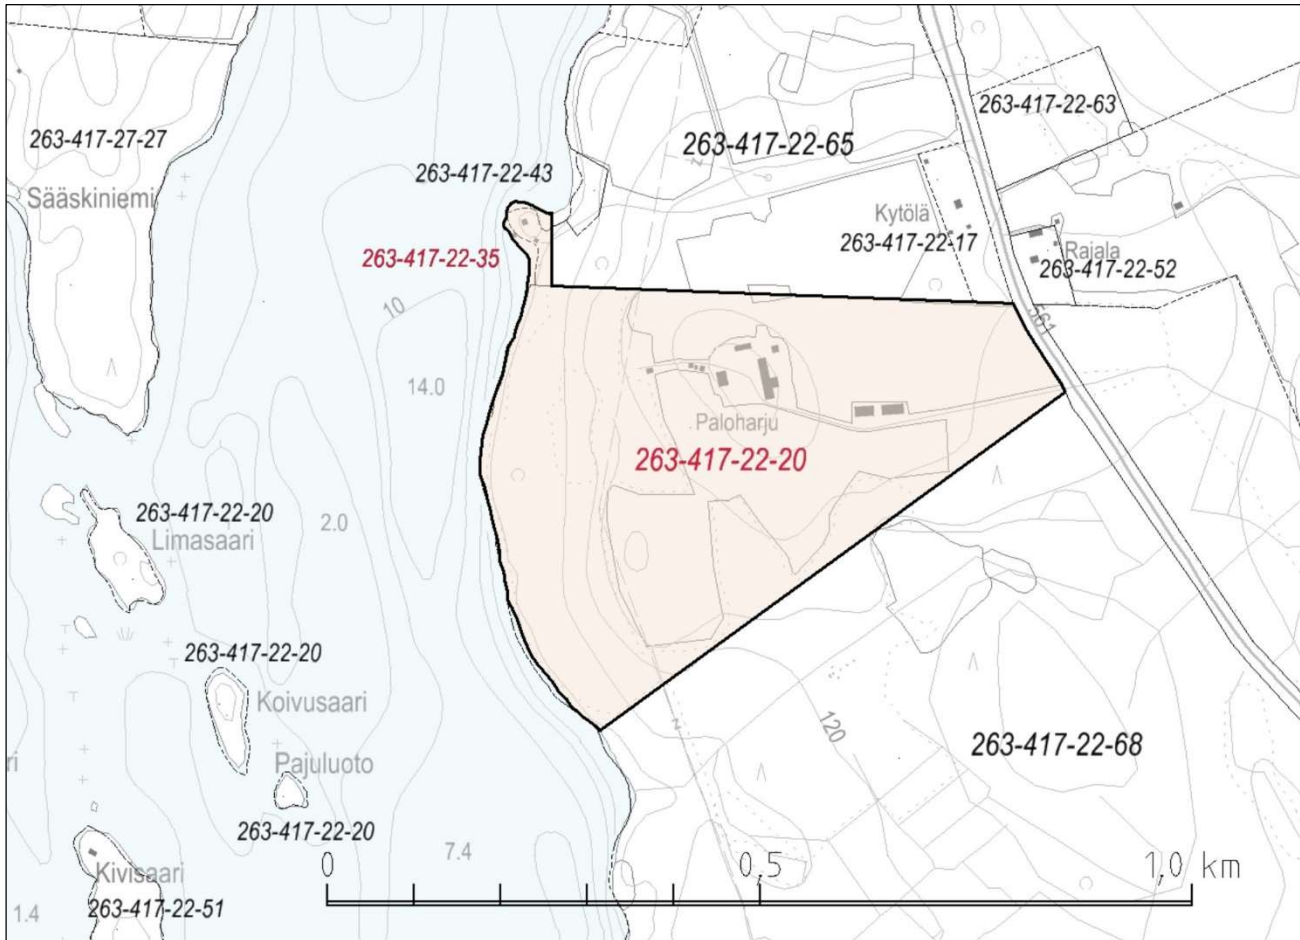 263-417-22-63
263-417-27-27
263-417-22-65
z
263-417-22-43
Sääskiniemi
Kytölä
263-417-22-17
Rajala
263-417-22-35
263-417-22-52
10
561
14.0
Paloharju
263-417-22-20
263-417-22-20
2.0
Limasaari
263-417-22-20
Koivusaari
z
120
263-417-22-68
ri
Pajuluoto
263-417-22-20
7.4
0
0,5
1,0 km
Kivisaari
263-417-22-51
1.4